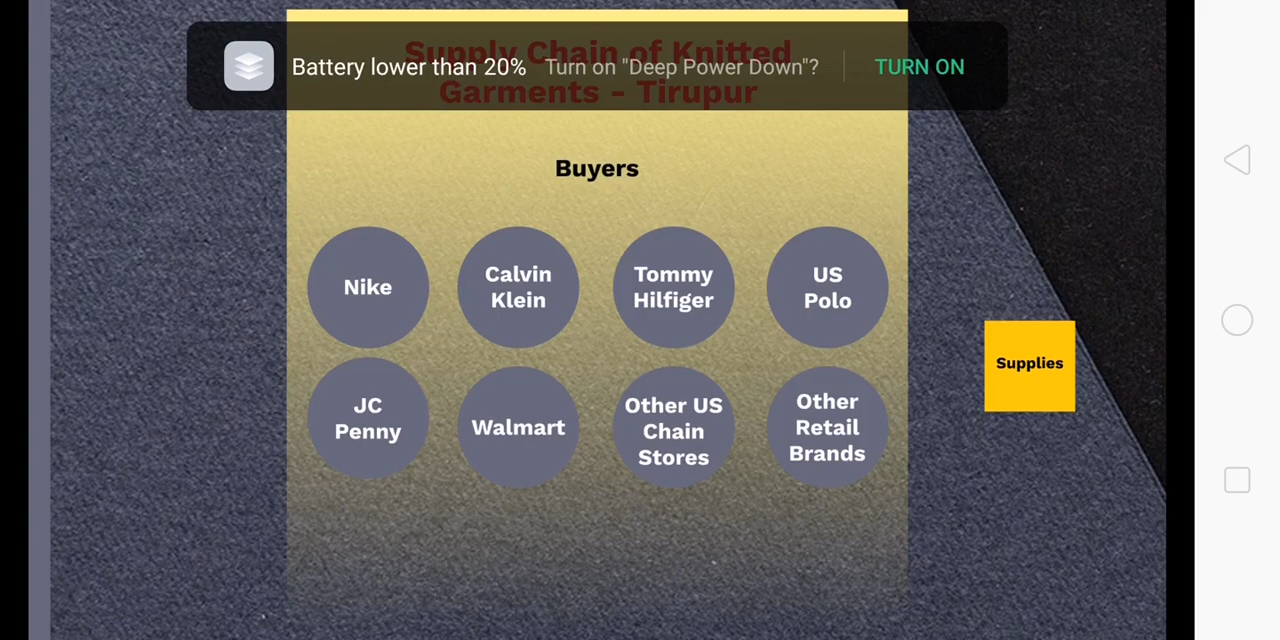 Supply Chain of Knitted
Garments - Tirupur
Battery lower than 20% Turn on "Deep Power Down"? TURN ON
Buyers
Nike
Calvin
Klein
Tommy
Hilfiger
US
Polo
JC
Penny
Walmart
Other US
Chain
Stores
Other
Retail
Brands
Supplies